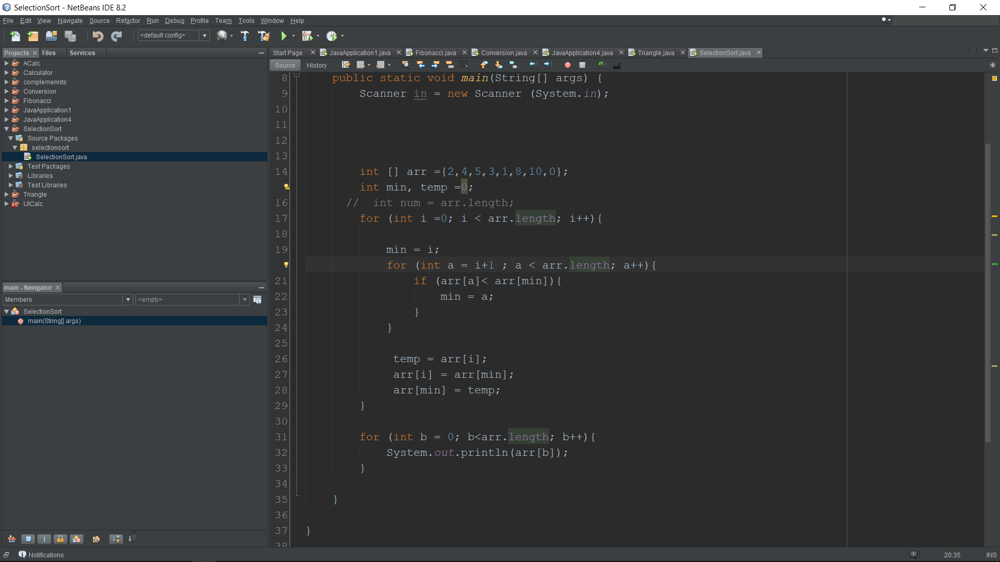 SelectionSort - NetBeans IDE 8.2
File Edit View Navigate Source Refactor Run Debug Profile Team Tools Window Help
<default config>
Projects Files Services
ACalc
Calculator
complemennts
Conversion
Fibonacci
JavaApplication1
JavaApplication4
SelectionSort
Source Packages
selectionsort
SelectionSort.java
Test Packages
Libraries
Test Libraries
Triangle
UICalc
main - Navigator
Members <empty>
SelectionSort
main(String[] args)
Start Page JavaApplication1.java Fibonacci.java Conversion.java JavaApplication4.java Triangle.java SelectionSort.java
Source History
8 public static void main(String[] args) {
9 Scanner in = new Scanner (System.in);
10
11
12
13
14 int [] arr ={2,4,5,3,1,8,10,0};
int min, temp =0;
16 // int num = arr.length;
17 for (int i =0; i < arr.length; i++){
18
19 min = i;
for (int a = i+1 ; a < arr.length; a++){
21 if (arr[a]< arr[min]){
22 min = a;
23 }
24 }
25
26 temp = arr[i];
27 arr[i] = arr[min];
28 arr[min] = temp;
29 }
30
31 for (int b = 0; b<arr.length; b++){
32 System.out.println(arr[b]);
33 }
34
35 }
36
37 }
38
Notifications 1 20:35 INS